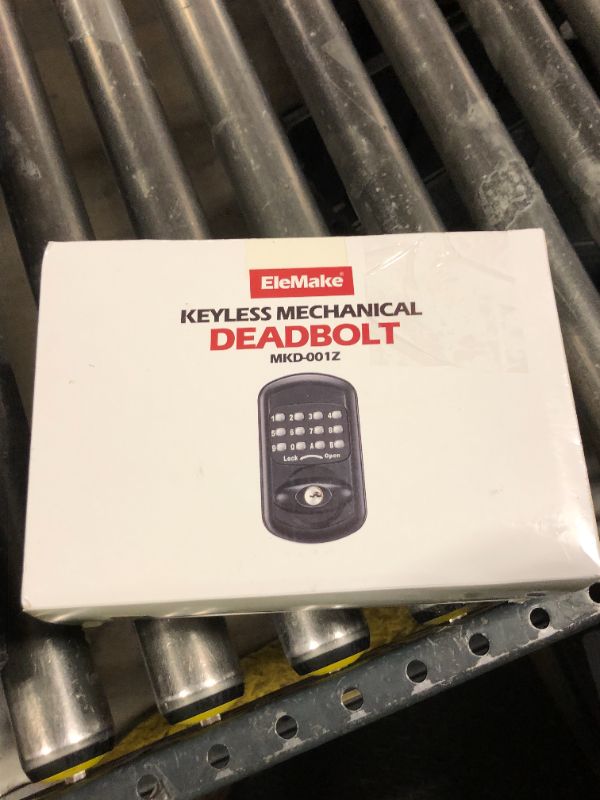 EleMake®
KEYLESS MECHANICAL
DEADBOLT
MKD-001Z
1 2 3 4
5 6 7 8
9 0 A B
Lock Open